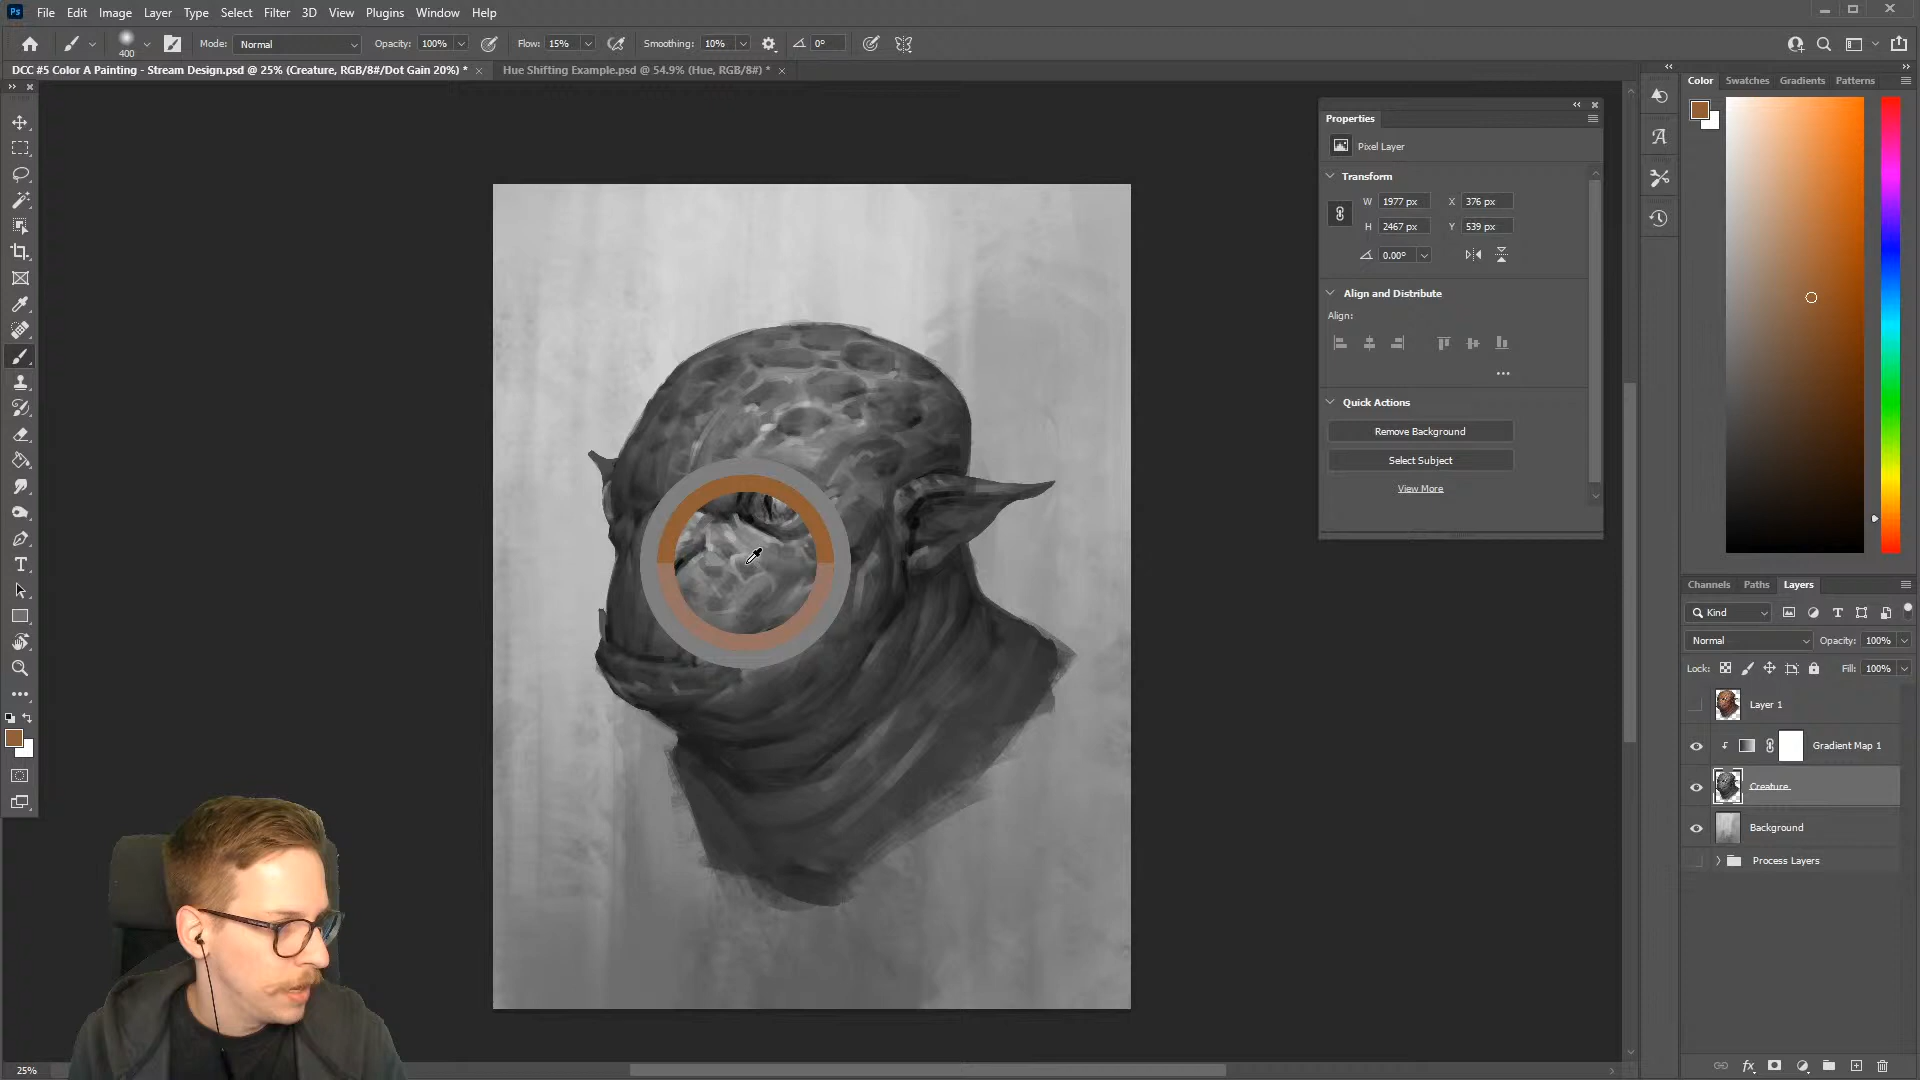 Ps File Edit Image Layer Type Select Filter 3D View Plugins Window Help
400 Mode: Normal Opacity: 100% Flow: 15% Smoothing: 10% 0°
DCC #5 Color A Painting - Stream Design.psd @ 25% (Creature, RGB/8#/Dot Gain 20%) * Hue Shifting Example.psd @ 54.9% (Hue, RGB/8#) *
Color Swatches Gradients Patterns
Properties
Pixel Layer
Transform
W 1977 px X 376 px
H 2467 px Y 539 px
0.00°
Align and Distribute
Align:
Quick Actions
Remove Background
Select Subject
View More
Channels Paths Layers
Kind
Normal Opacity: 100%
Lock: Fill: 100%
Layer 1
Gradient Map 1
Creature
Background
Process Layers
25%
fx